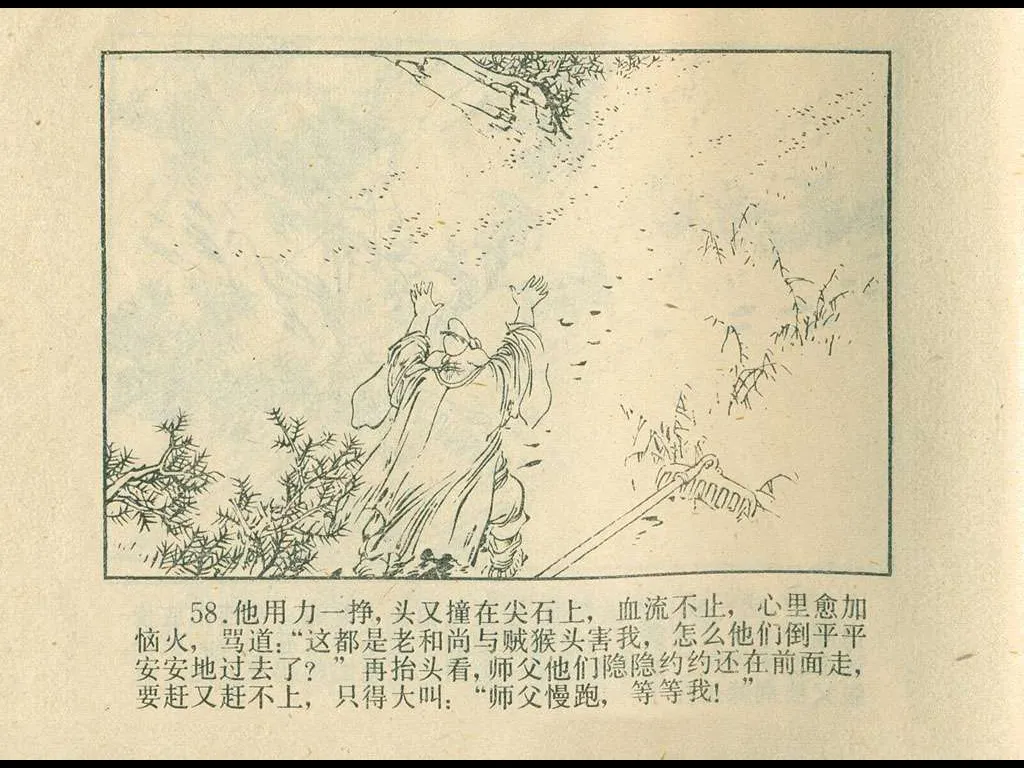 58.他用力一挣,头又撞在尖石上，血流不止，心里愈加
恼火，骂道:“这都是老和尚与贼猴头害我，怎么他们倒平平
安安地过去了？”再抬头看,师父他们隐隐约约还在前面走,
要赶又赶不上，只得大叫:“师父慢跑，等等我!”